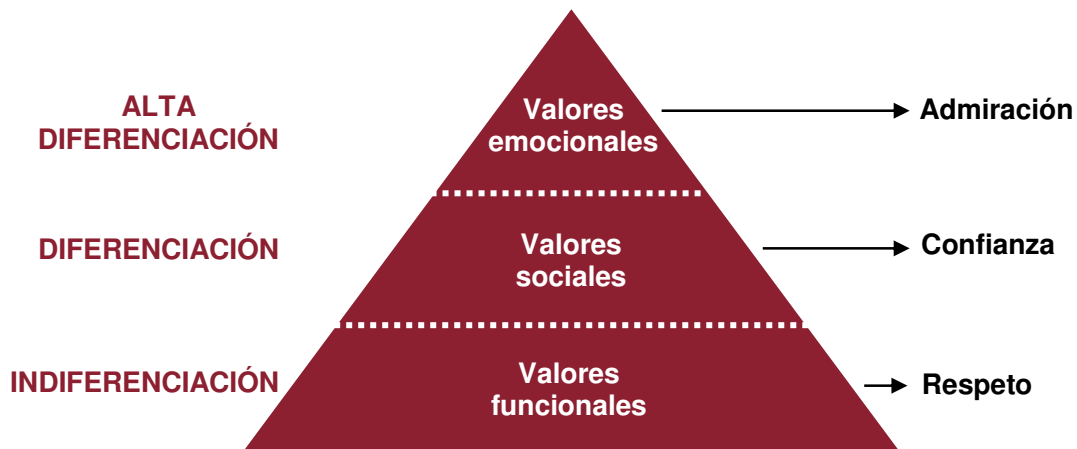 ALTA
DIFERENCIACIÓN
Valores
emocionales
Admiración
DIFERENCIACIÓN
Valores
sociales
Confianza
INDIFERENCIACIÓN
Valores
funcionales
Respeto